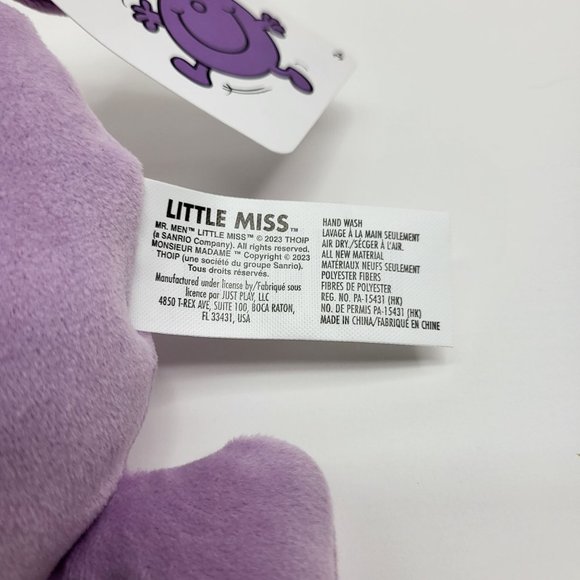 LITTLE MISS™
MR. MEN™ LITTLE MISS™ © 2023 THOIP
(a SANRIO Company). All rights reserved.
MONSIEUR MADAME ™ Copyright © 2023
THOIP (une société du groupe Sanrio).
Tous droits réservés.
Manufactured under license by/Fabriqué sous
licence par JUST PLAY, LLC
4850 T-REX AVE, SUITE 100, BOCA RATON,
FL 33431, USA
HAND WASH
LAVAGE À LA MAIN SEULEMENT
AIR DRY./SÉCGER À L'AIR.
ALL NEW MATERIAL
MATÉRIAUX NEUFS SEULEMENT
POLYESTER FIBERS
FIBRES DE POLYESTER
REG. NO. PA-15431 (HK)
NO. DE PERMIS PA-15431 (HK)
MADE IN CHINA/FABRIQUÉ EN CHINE